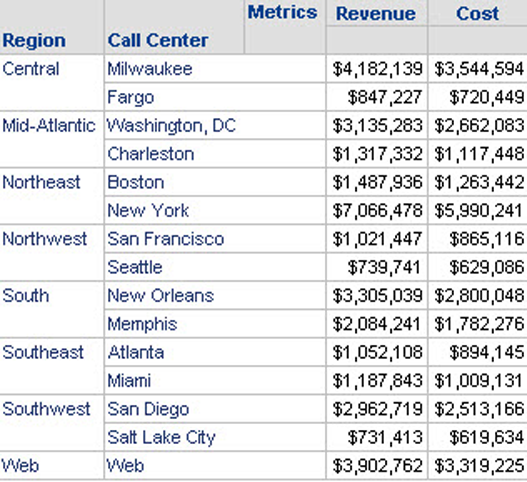 Metrics Revenue Cost
Region Call Center
Central Milwaukee $4,182,139 $3,544,594
Fargo $847,227 $720,449
Mid-Atlantic Washington, DC $3,135,283 $2,662,083
Charleston $1,317,332 $1,117,448
Northeast Boston $1,487,936 $1,263,442
New York $7,066,478 $5,990,241
Northwest San Francisco $1,021,447 $865,116
Seattle $739,741 $629,086
South New Orleans $3,305,039 $2,800,048
Memphis $2,084,241 $1,782,276
Southeast Atlanta $1,052,108 $894,145
Miami $1,187,843 $1,009,131
Southwest San Diego $2,962,719 $2,513,166
Salt Lake City $731,413 $619,634
Web Web $3,902,762 $3,319,225